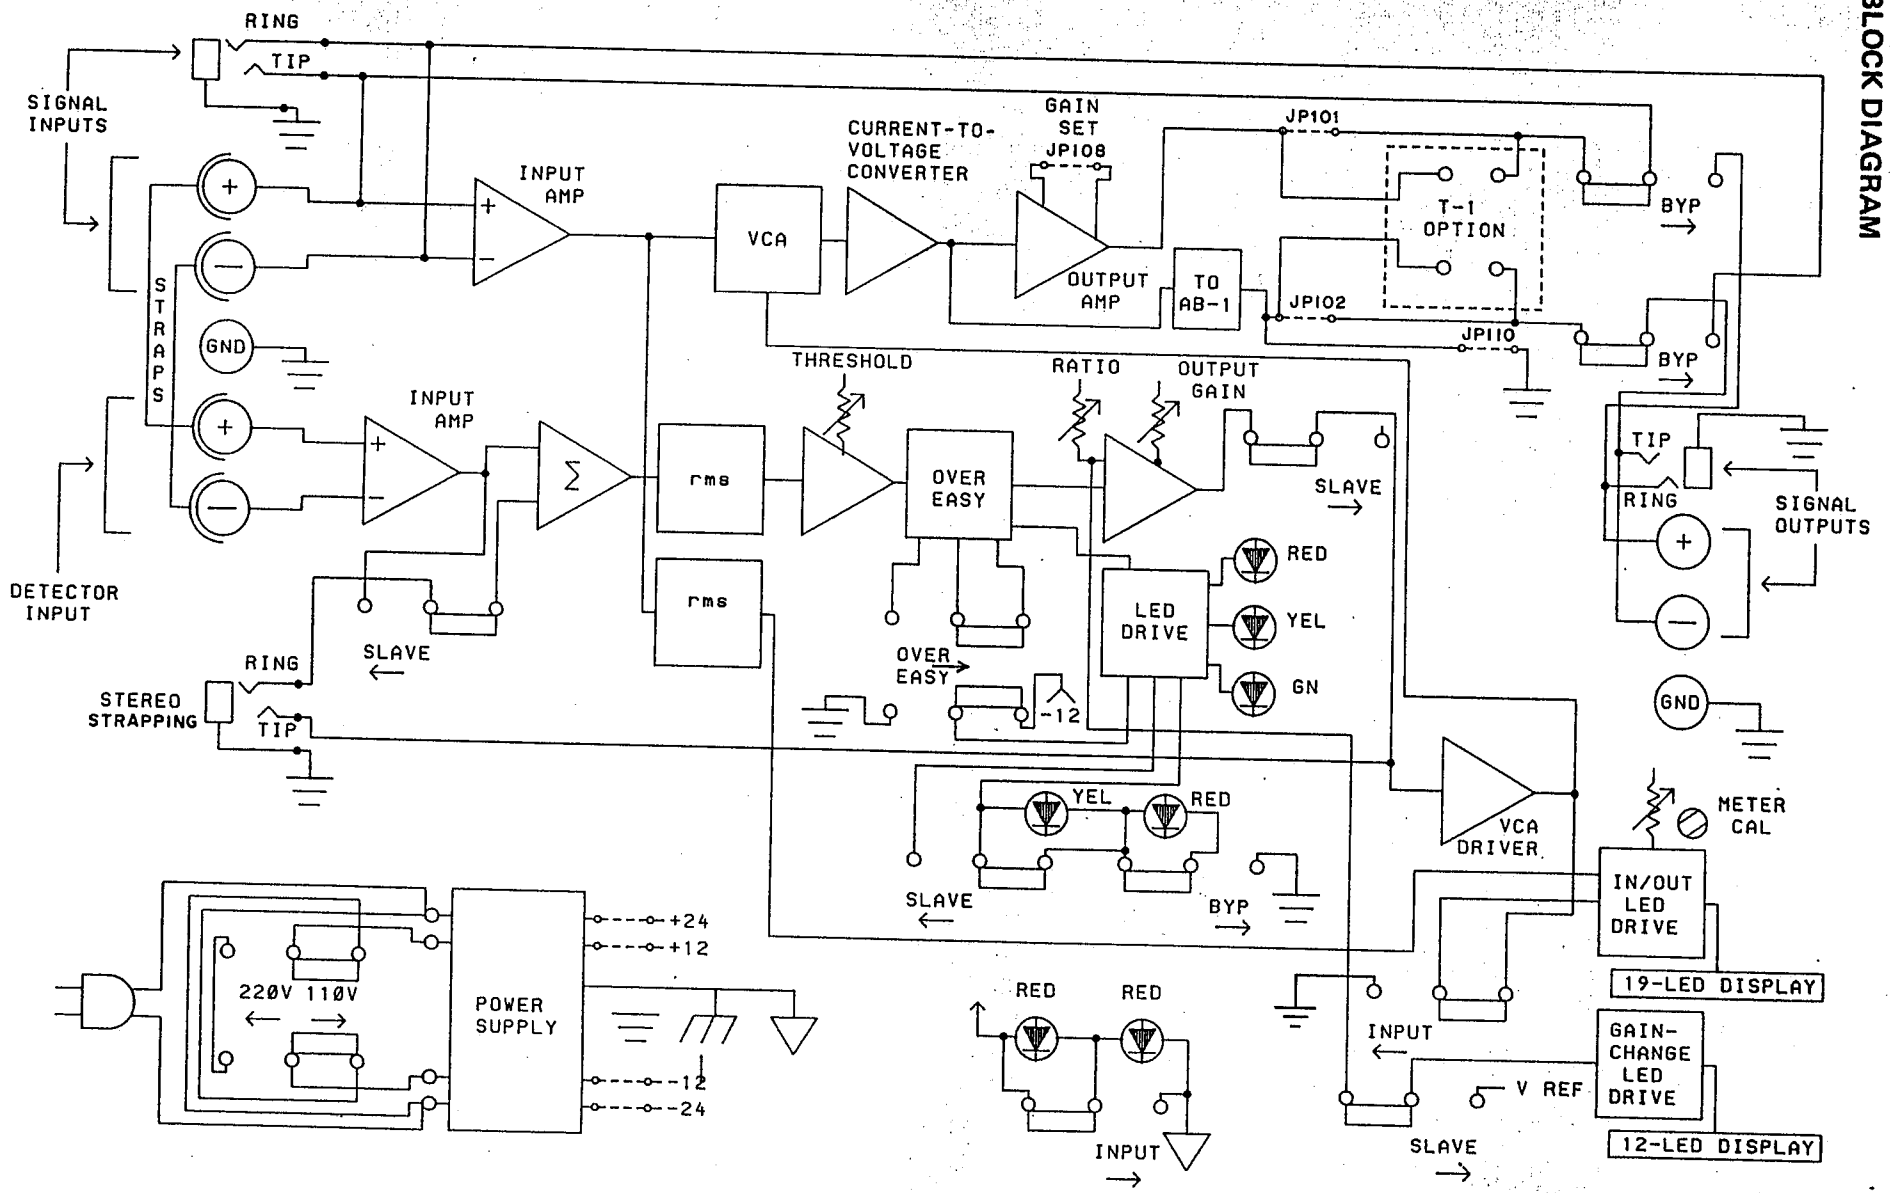 BLOCK DIAGRAM
RING
TIP
SIGNAL
INPUTS
+
−
STRAPS
GND
+
−
DETECTOR
INPUT
INPUT
AMP
+
−
VCA
CURRENT-TO-
VOLTAGE
CONVERTER
GAIN
SET
JP108
OUTPUT
AMP
TO
AB-1
JP101
T-1
OPTION
JP102
JP110
BYP
BYP
INPUT
AMP
+
−
Σ
rms
rms
THRESHOLD
OVER
EASY
RATIO
OUTPUT
GAIN
SLAVE
TIP
RING
SIGNAL
OUTPUTS
+
−
GND
LED
DRIVE
RED
YEL
GN
SLAVE
RING
STEREO
STRAPPING
TIP
OVER
EASY
-12
YEL
RED
SLAVE
BYP
VCA
DRIVER
METER
CAL
IN/OUT
LED
DRIVE
19-LED DISPLAY
220V 110V
POWER
SUPPLY
+24
+12
-12
-24
RED
RED
INPUT
INPUT
V REF
SLAVE
GAIN-
CHANGE
LED
DRIVE
12-LED DISPLAY